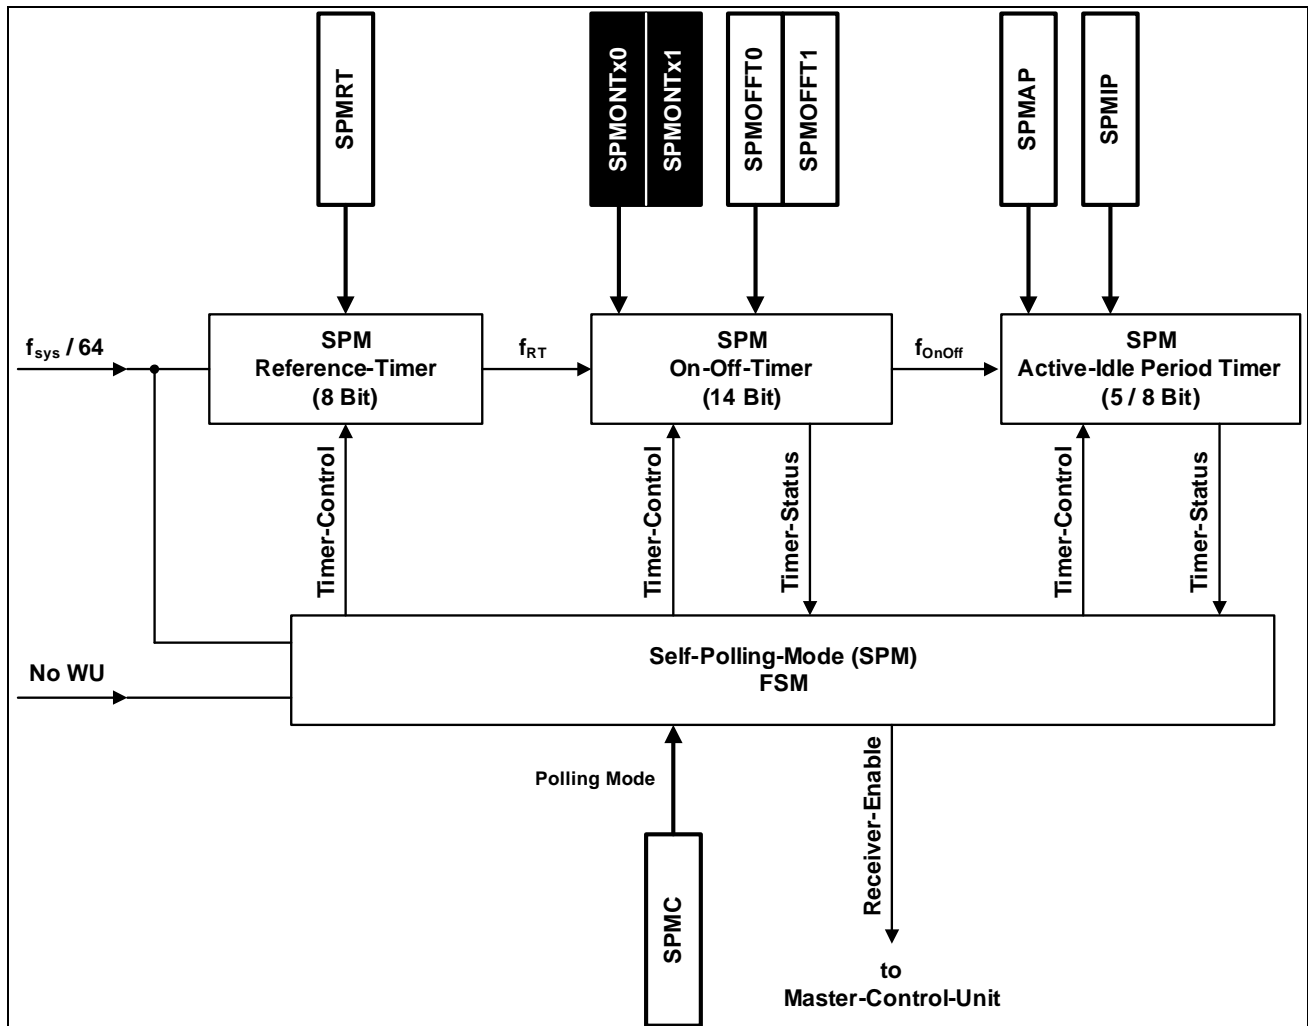 SPMRT
SPMONTx0
SPMONTx1
SPMOFFT0
SPMOFFT1
SPMAP
SPMIP
fsys / 64
SPM
Reference-Timer
(8 Bit)
fRT
SPM
On-Off-Timer
(14 Bit)
fOnOff
SPM
Active-Idle Period Timer
(5 / 8 Bit)
Timer-Control
Timer-Control
Timer-Status
Timer-Control
Timer-Status
No WU
Self-Polling-Mode (SPM)
FSM
Polling Mode
SPMC
Receiver-Enable
to
Master-Control-Unit